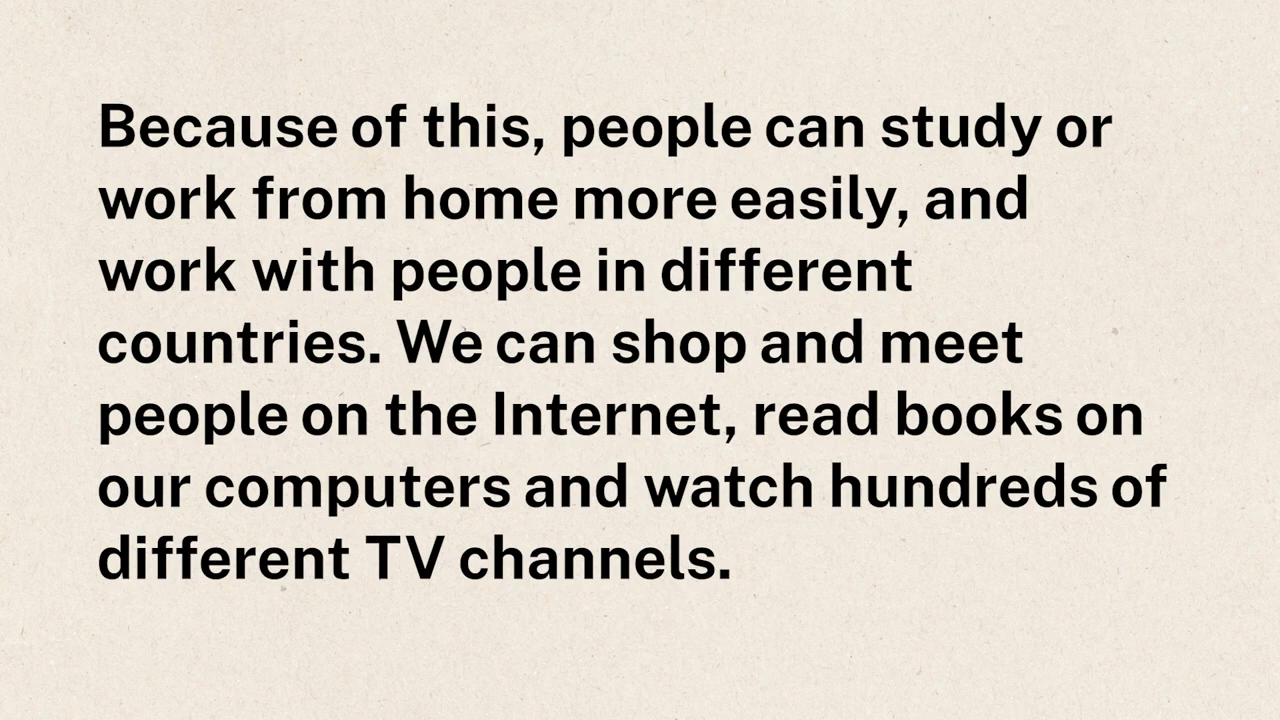 Because of this, people can study or
work from home more easily, and
work with people in different
countries. We can shop and meet
people on the Internet, read books on
our computers and watch hundreds of
different TV channels.